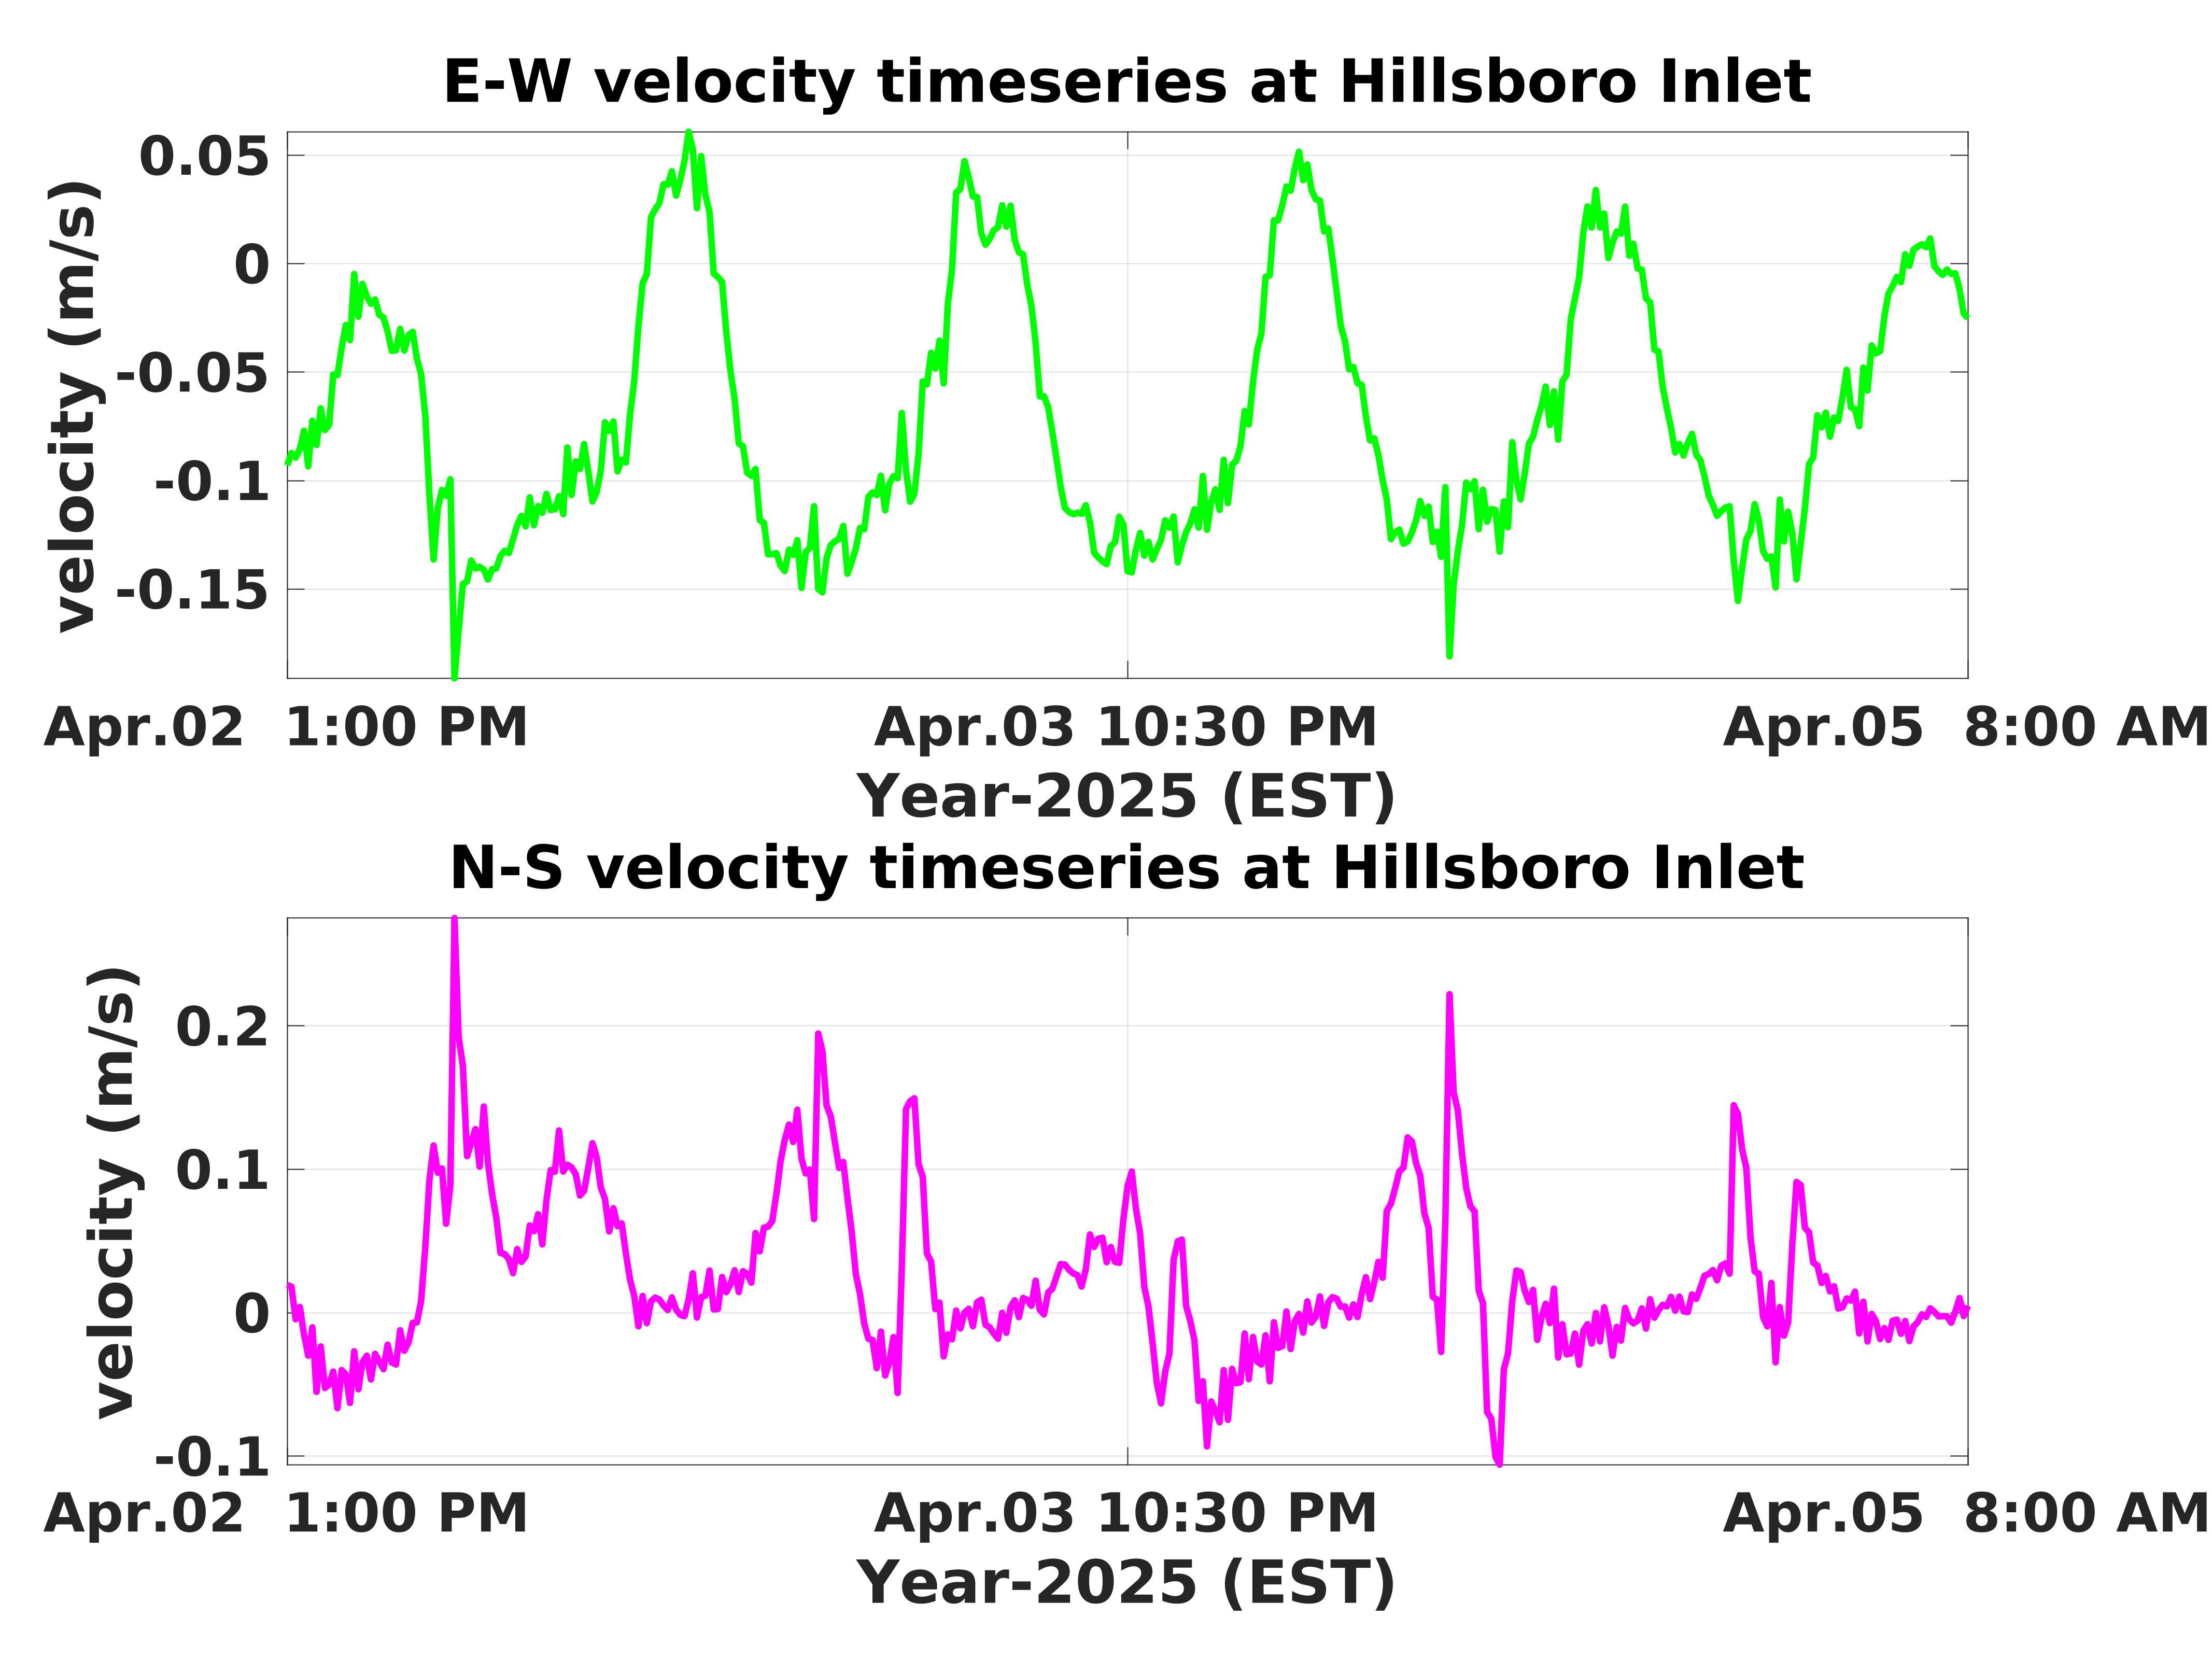 E-W velocity timeseries at Hillsboro Inlet
velocity (m/s)
0.05
0
-0.05
-0.1
-0.15
Apr.02  1:00 PM
Apr.03 10:30 PM
Apr.05  8:00 AM
Year-2025 (EST)
N-S velocity timeseries at Hillsboro Inlet
velocity (m/s)
0.2
0.1
0
-0.1
Apr.02  1:00 PM
Apr.03 10:30 PM
Apr.05  8:00 AM
Year-2025 (EST)